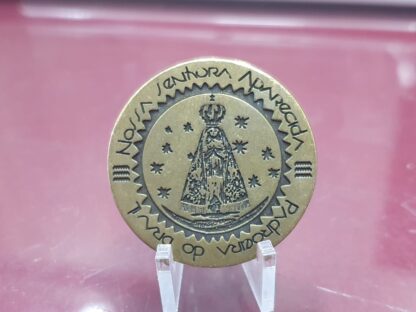 NOSSA SENHORA APARECIDA
PADROEIRA do BRASIL